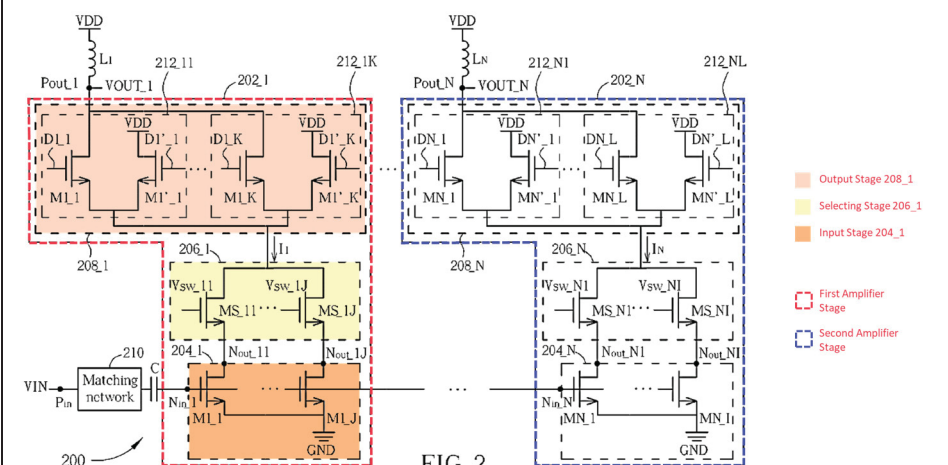 VDD VDD
L1 LN
Pout_1 VOUT_1 212_11 202_1 212_1K Pout_N VOUT_N 212_N1 202_N 212_NL
VDD VDD VDD VDD
D1_1 D1'_1 D1_K D1'_K DN_1 DN'_1 DN_L DN'_L
M1_1 M1'_1 M1_K M1'_K MN_1 MN'_1 MN_L MN'_L
Output Stage 208_1
Selecting Stage 206_1
Input Stage 204_1
208_1 206_1 I1 208_N 206_N IN
VSW_11 VSW_1J VSW_N1 VSW_NI
MS_11 MS_1J MS_N1 MS_NI
First Amplifier
Stage
Second Amplifier
Stage
210 204_1 Nout_11 Nout_1J 204_N Nout_N1 Nout_NI
VIN Pin Matching
network
C Nin_1 Nin_N
M1_1 M1_J MN_1 MN_I
GND GND
200 FIG. 2